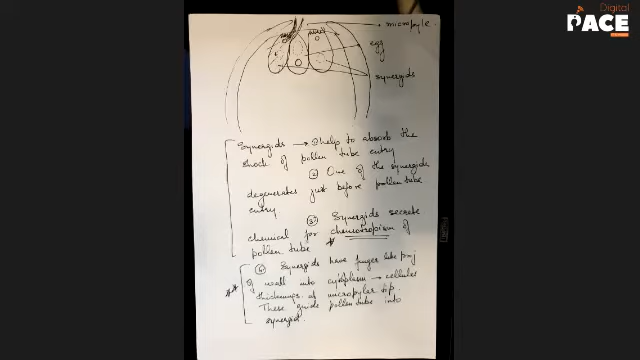 Digital
PACE
micropyle
egg
synergids
Synergids → ① help to absorb the
shock of pollen tube entry
② One of the synergids
degenerates just before pollen tube
entry
③ Synergids secrete
chemical for chemotropism of
pollen tube *
④ Synergids have finger like proj
** of wall into cytoplasm → cellular
thickenings at micropylar tip.
These guide pollen tube into
synergid.